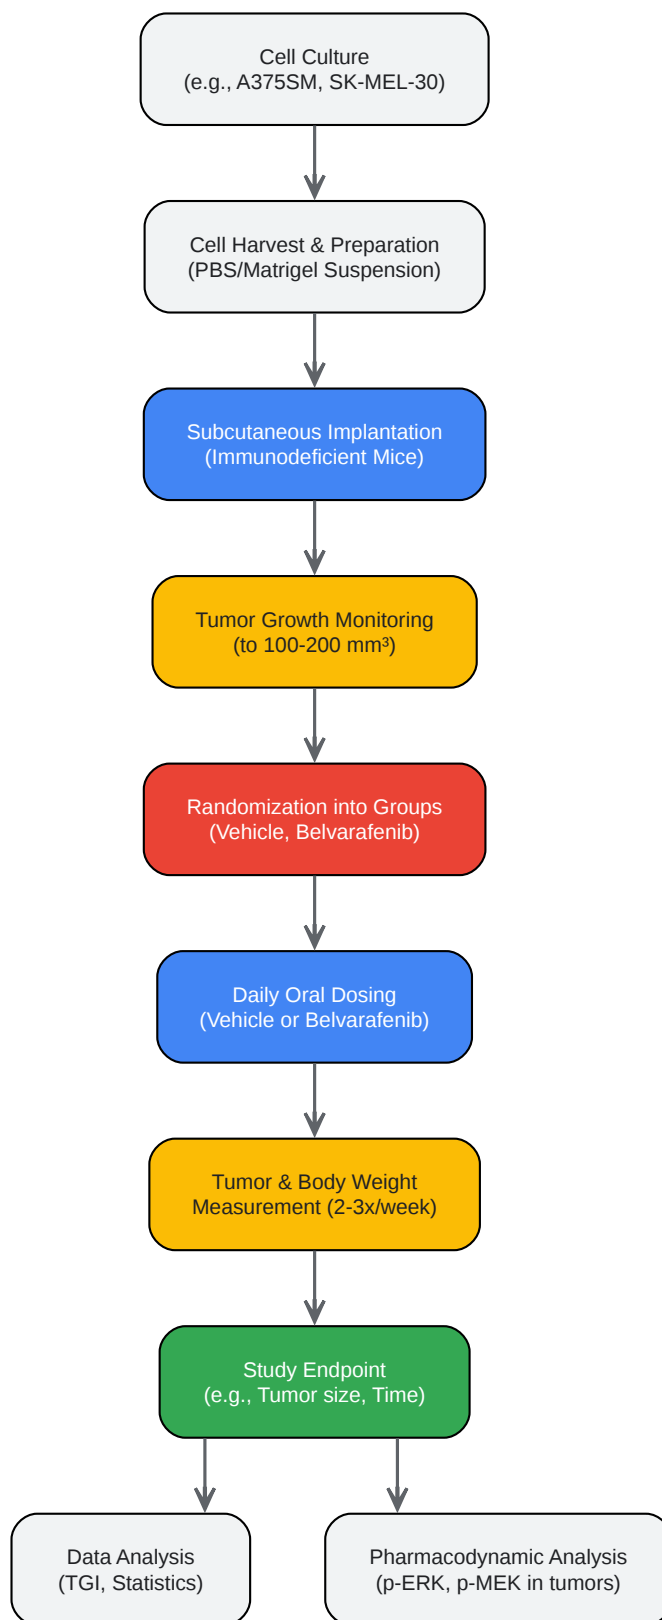 Cell Culture
(e.g., A375SM, SK-MEL-30)
Cell Harvest & Preparation
(PBS/Matrigel Suspension)
Subcutaneous Implantation
(Immunodeficient Mice)
Tumor Growth Monitoring
(to 100-200 mm³)
Randomization into Groups
(Vehicle, Belvarafenib)
Daily Oral Dosing
(Vehicle or Belvarafenib)
Tumor & Body Weight
Measurement (2-3x/week)
Study Endpoint
(e.g., Tumor size, Time)
Data Analysis
(TGI, Statistics)
Pharmacodynamic Analysis
(p-ERK, p-MEK in tumors)